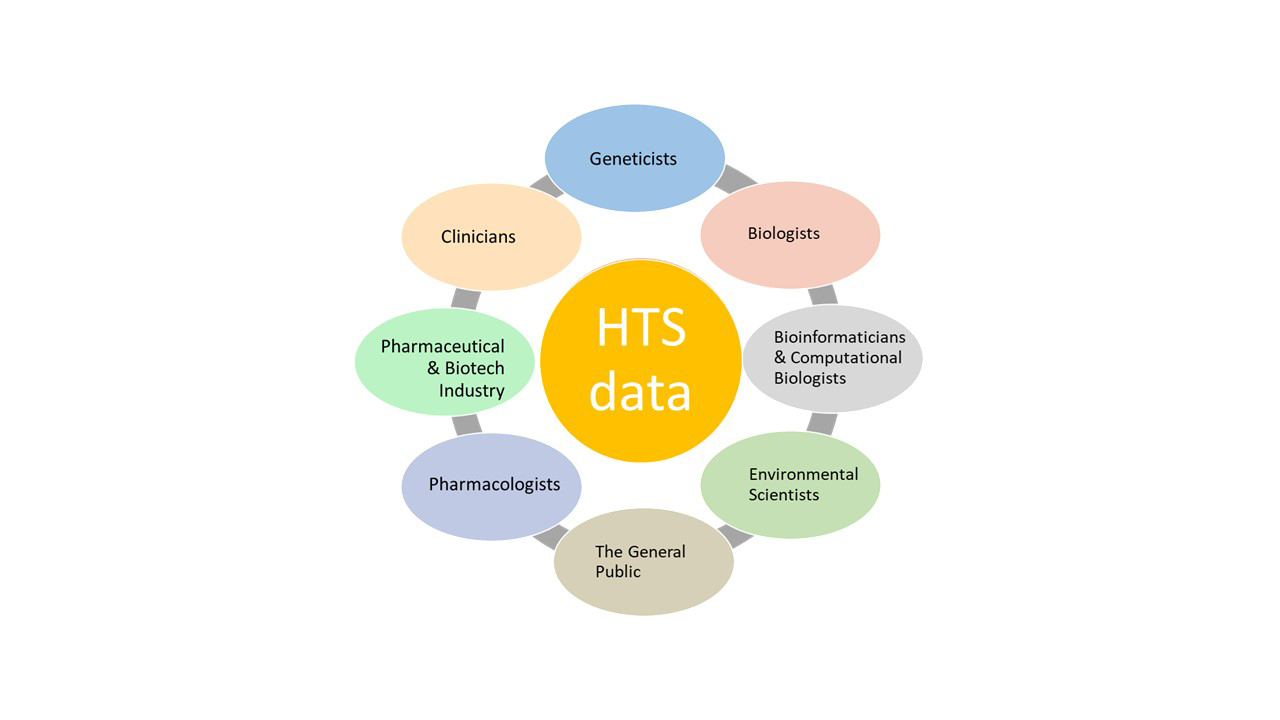 Geneticists
Clinicians
Biologists
HTS
data
Pharmaceutical
& Biotech
Industry
Bioinformaticians
& Computational
Biologists
Pharmacologists
Environmental
Scientists
The General
Public